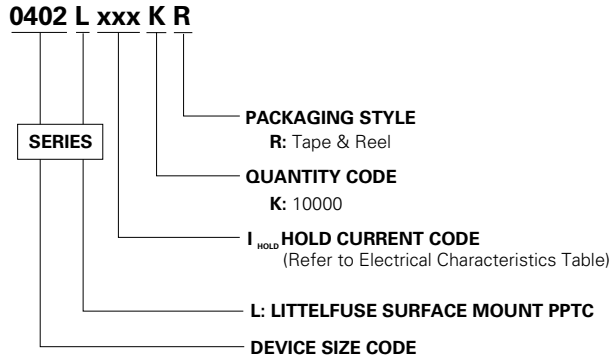 0402 L xxx K R
PACKAGING STYLE
R: Tape & Reel
SERIES
QUANTITY CODE
K: 10000
I HOLD HOLD CURRENT CODE
(Refer to Electrical Characteristics Table)
L: LITTELFUSE SURFACE MOUNT PPTC
DEVICE SIZE CODE